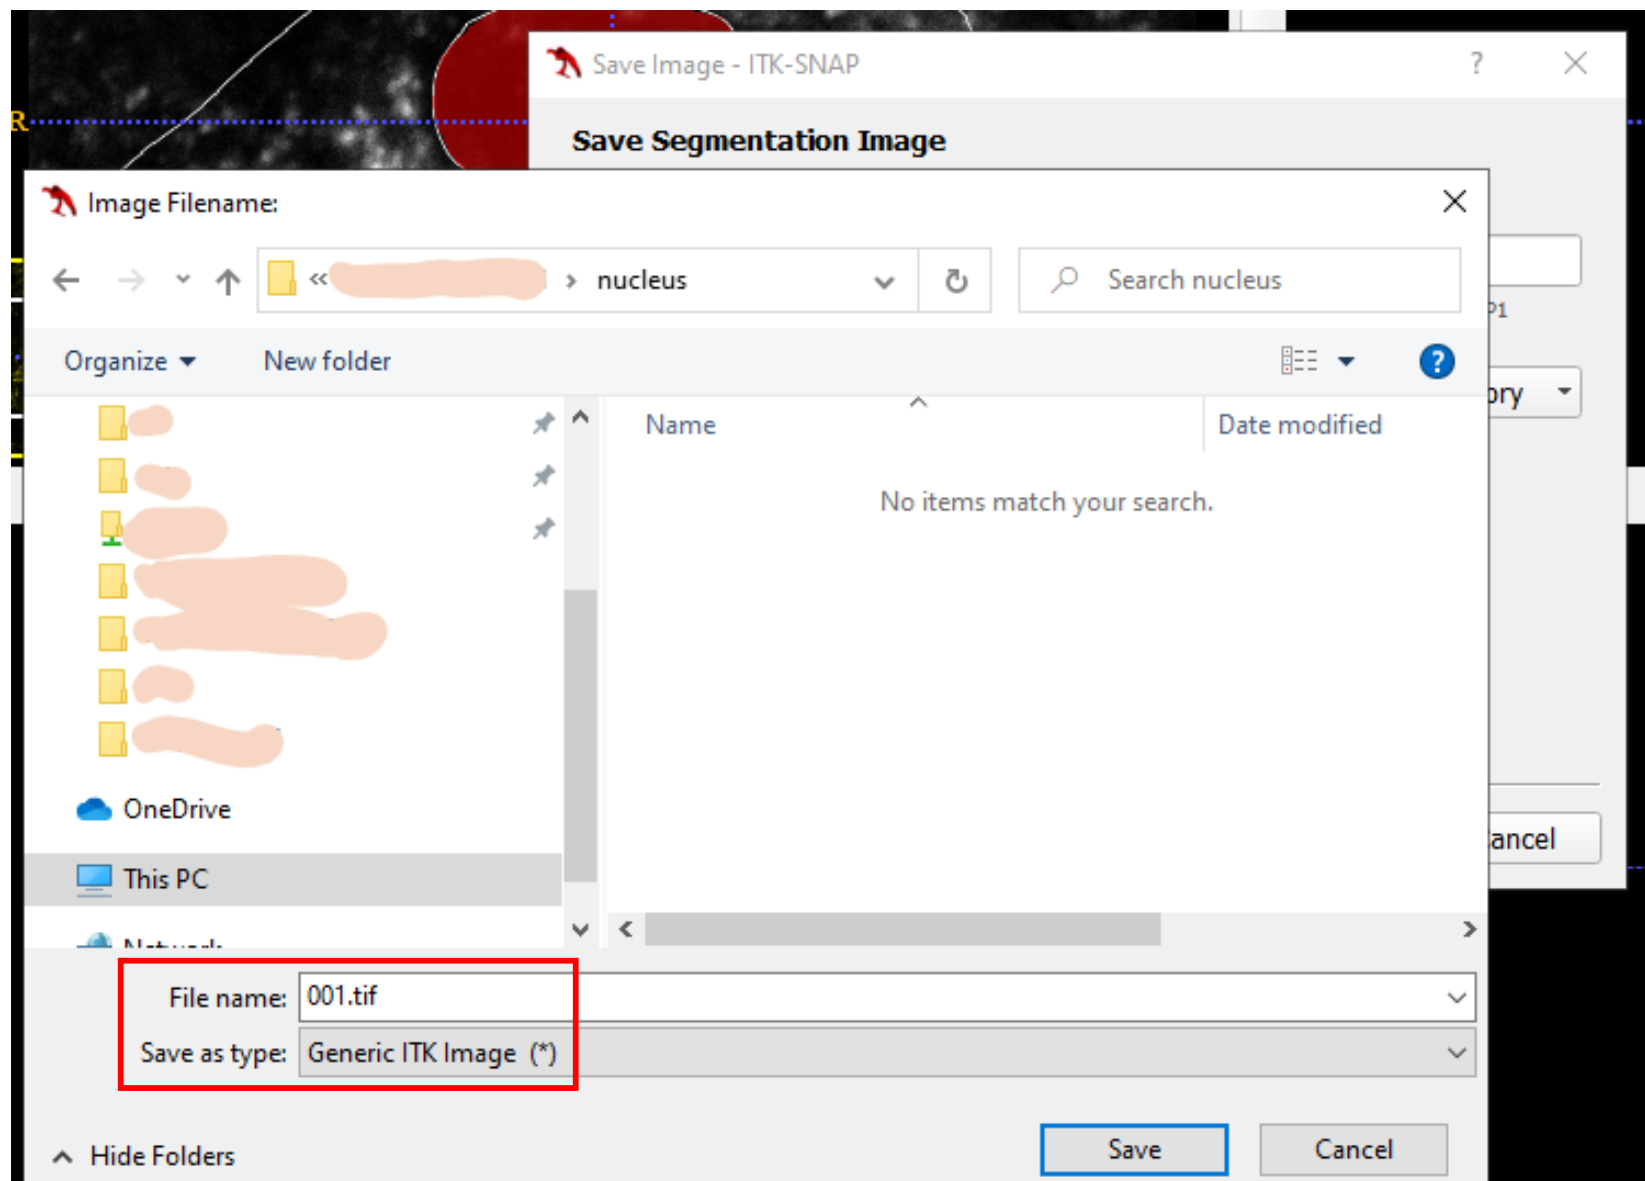 Save Image - ITK-SNAP
?
R
Save Segmentation Image
Image Filename:
« › nucleus
Search nucleus
Organize
New folder
?
Name
Date modified
No items match your search.
OneDrive
This PC
Network
File name: 001.tif
Save as type: Generic ITK Image (*)
Hide Folders
Save
Cancel